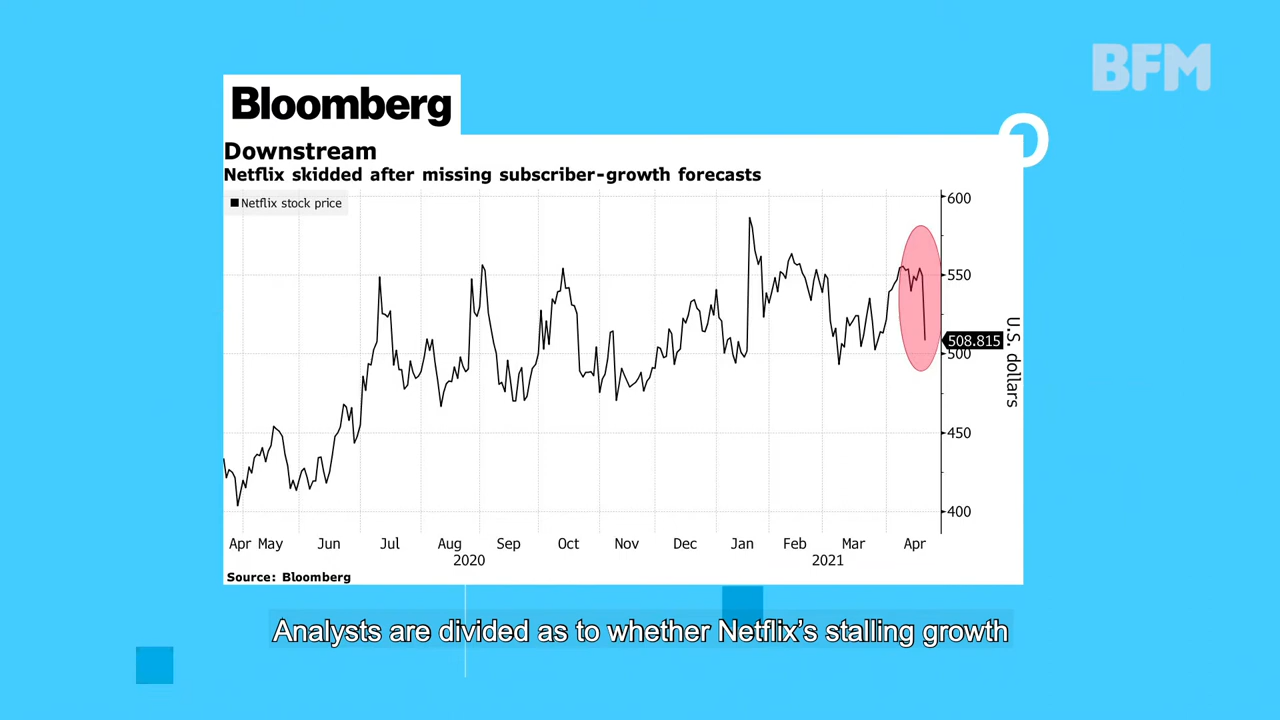 BFM
Bloomberg
Downstream
Netflix skidded after missing subscriber-growth forecasts
Netflix stock price
600
550
508.815
500
450
400
U.S. dollars
Apr May Jun Jul Aug Sep Oct Nov Dec Jan Feb Mar Apr
2020 2021
Source: Bloomberg
Analysts are divided as to whether Netflix’s stalling growth